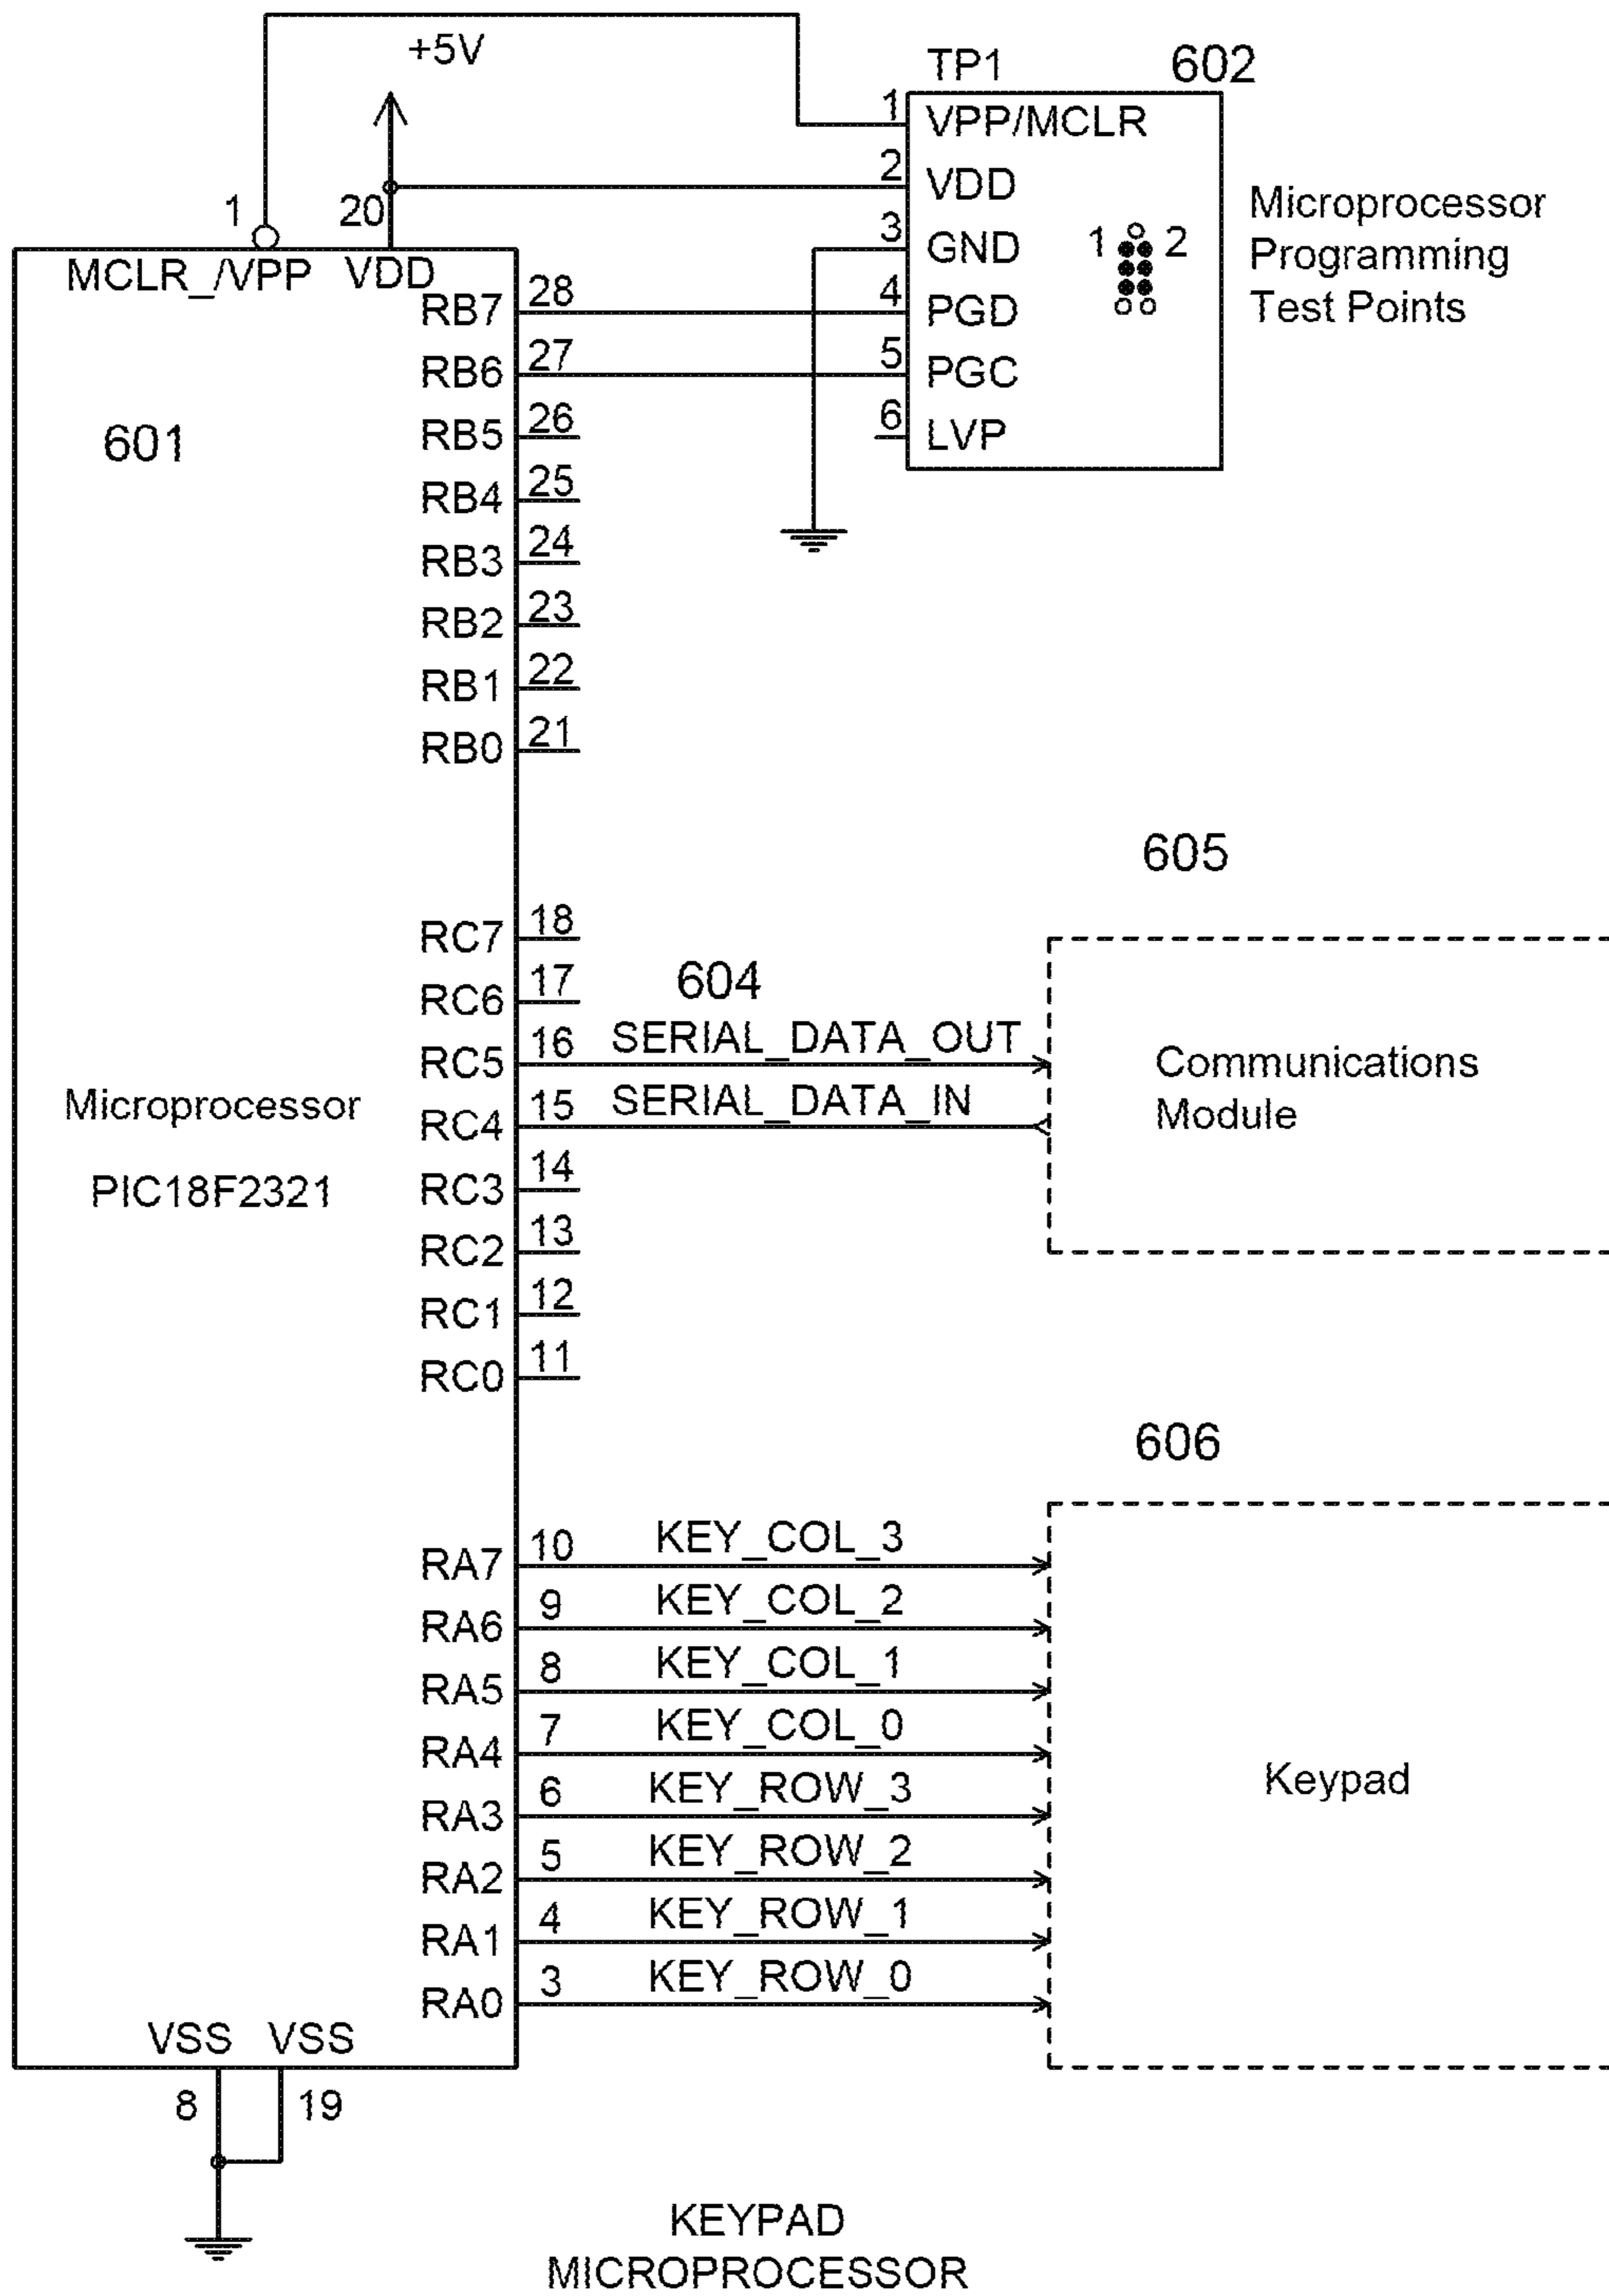 +5V
TP1 602
1 VPP/MCLR
2 VDD
3 GND
4 PGD
5 PGC
6 LVP
1 2
Microprocessor
Programming
Test Points
1 20
MCLR_/VPP VDD
RB7 28
RB6 27
RB5 26
RB4 25
RB3 24
RB2 23
RB1 22
RB0 21
601
Microprocessor
PIC18F2321
RC7 18
RC6 17
604
RC5 16 SERIAL_DATA_OUT
RC4 15 SERIAL_DATA_IN
RC3 14
RC2 13
RC1 12
RC0 11
605
Communications
Module
606
RA7 10 KEY_COL_3
RA6 9 KEY_COL_2
RA5 8 KEY_COL_1
RA4 7 KEY_COL_0
RA3 6 KEY_ROW_3
RA2 5 KEY_ROW_2
RA1 4 KEY_ROW_1
RA0 3 KEY_ROW_0
Keypad
VSS VSS
8 19
KEYPAD
MICROPROCESSOR